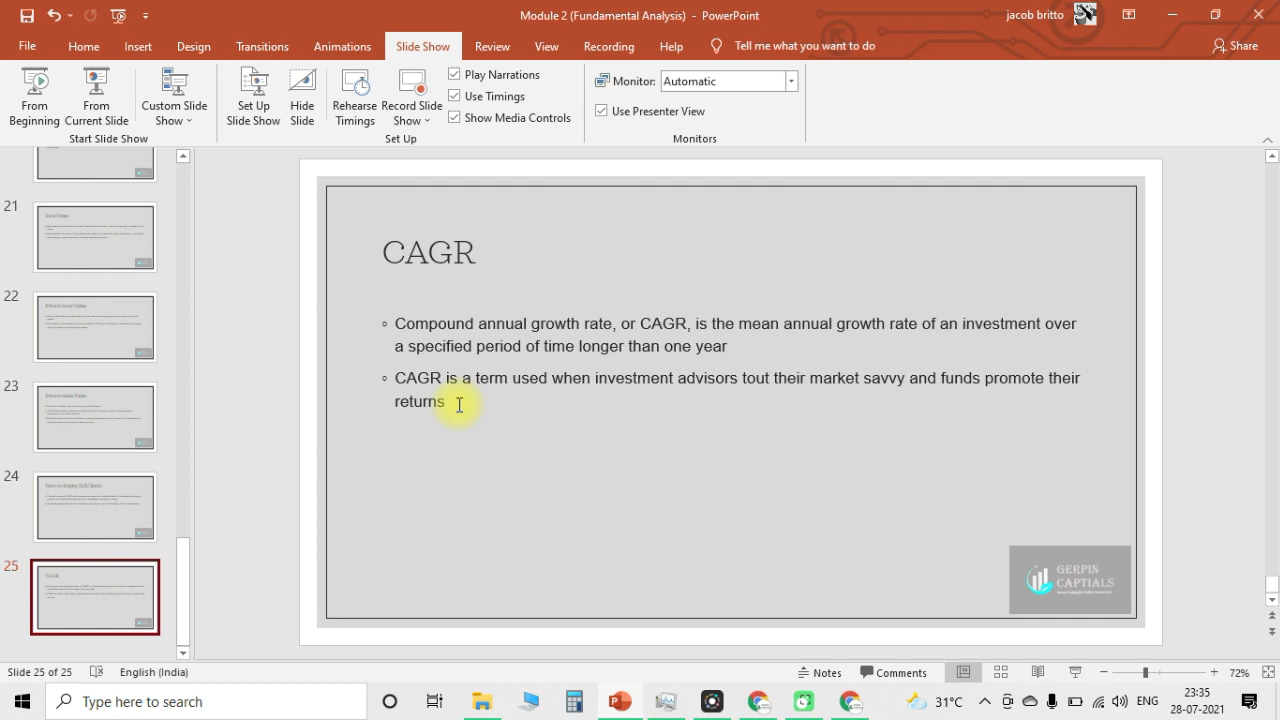 Module 2 (Fundamental Analysis) - PowerPoint
jacob britto
File Home Insert Design Transitions Animations Slide Show Review View Recording Help Tell me what you want to do Share
From Beginning
From Current Slide
Custom Slide Show
Start Slide Show
Set Up Slide Show
Hide Slide
Rehearse Timings
Record Slide Show
Play Narrations
Use Timings
Show Media Controls
Set Up
Monitor: Automatic
Use Presenter View
Monitors
21
Face Value
22
23
24
25
CAGR
CAGR
Compound annual growth rate, or CAGR, is the mean annual growth rate of an investment over
a specified period of time longer than one year
CAGR is a term used when investment advisors tout their market savvy and funds promote their
returns
GERPIN
CAPTIALS
Slide 25 of 25 English (India) Notes Comments 72%
Type here to search
31°C
ENG
23:35
28-07-2021